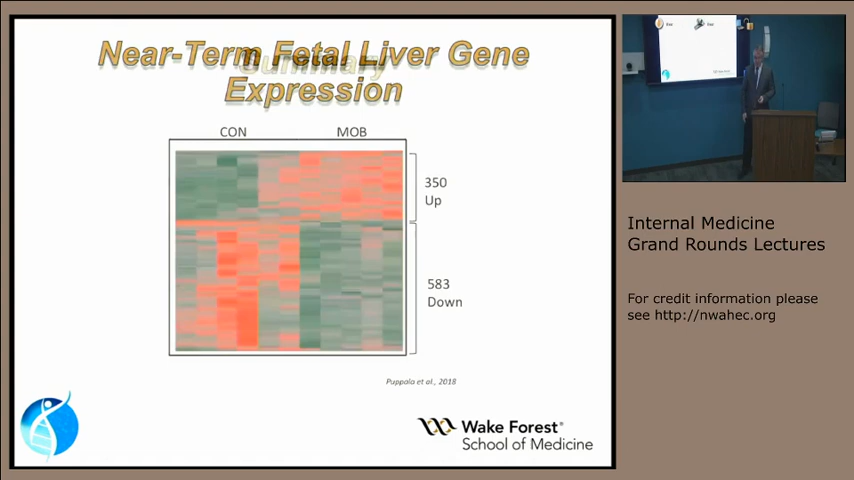 Near-Term Fetal Liver Gene
Summary
Expression
CON MOB
350
Up
583
Down
Puppala et al., 2018
Wake Forest®
School of Medicine
Internal Medicine
Grand Rounds Lectures
For credit information please
see http://nwahec.org